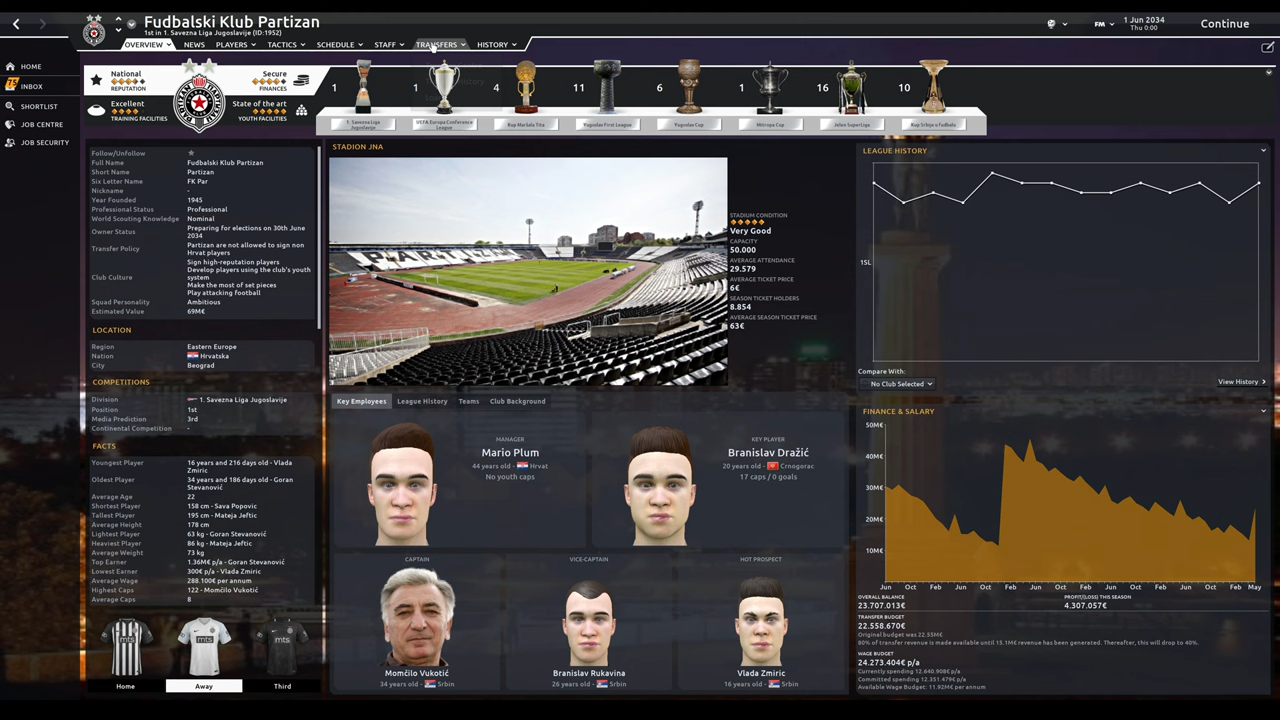 Fudbalski Klub Partizan
1st in 1. Savezna Liga Jugoslavije (ID:1952)
FM
1 Jun 2034
Thu 0:00
Continue
OVERVIEW
NEWS
PLAYERS
TACTICS
SCHEDULE
STAFF
TRANSFERS
HISTORY
HOME
INBOX
SHORTLIST
JOB CENTRE
JOB SECURITY
National
REPUTATION
Secure
FINANCES
Excellent
TRAINING FACILITIES
State of the art
YOUTH FACILITIES
1
1
4
11
6
1
16
10
1. Savezna Liga Jugoslavije
UEFA Europa Conference League
Kup Maršala Tita
Yugoslav First League
Yugoslav Cup
Mitropa Cup
Jelen SuperLiga
Kup Srbije u Fudbalu
Follow/Unfollow
Full Name Fudbalski Klub Partizan
Short Name Partizan
Six Letter Name FK Par
Nickname -
Year Founded 1945
Professional Status Professional
World Scouting Knowledge Nominal
Owner Status Preparing for elections on 30th June
2034
Transfer Policy Partizan are not allowed to sign non
Hrvat players
Club Culture Sign high-reputation players
Develop players using the club's youth
system
Make the most of set pieces
Play attacking football
Squad Personality Ambitious
Estimated Value 69M€
LOCATION
Region Eastern Europe
Nation Hrvatska
City Beograd
COMPETITIONS
Division 1. Savezna Liga Jugoslavije
Position 1st
Media Prediction 3rd
Continental Competition -
FACTS
Youngest Player 16 years and 216 days old - Vlada
Zmiric
Oldest Player 34 years and 186 days old - Goran
Stevanović
Average Age 22
Shortest Player 158 cm - Sava Popovic
Tallest Player 195 cm - Mateja Jeftic
Average Height 178 cm
Lightest Player 63 kg - Goran Stevanović
Heaviest Player 86 kg - Mateja Jeftic
Average Weight 73 kg
Top Earner 1.36M€ p/a - Goran Stevanović
Lowest Earner 300€ p/a - Vlada Zmiric
Average Wage 288.100€ per annum
Highest Caps 122 - Momčilo Vukotić
Average Caps 8
mts
mts
mts
Home
Away
Third
STADION JNA
PARTIZAN
STADIUM CONDITION
Very Good
CAPACITY
50.000
AVERAGE ATTENDANCE
29.579
AVERAGE TICKET PRICE
6€
SEASON TICKET HOLDERS
8.854
AVERAGE SEASON TICKET PRICE
63€
Key Employees
League History
Teams
Club Background
MANAGER
Mario Plum
44 years old - Hrvat
No youth caps
KEY PLAYER
Branislav Dražić
20 years old - Crnogorac
17 caps / 0 goals
CAPTAIN
Momčilo Vukotić
34 years old - Srbin
VICE-CAPTAIN
Branislav Rukavina
26 years old - Srbin
HOT PROSPECT
Vlada Zmiric
16 years old - Srbin
LEAGUE HISTORY
15L
Compare With:
No Club Selected
View History
FINANCE & SALARY
50M€
40M€
30M€
20M€
10M€
Jun Oct Feb Jun Oct Feb Jun Oct Feb Jun Oct Feb May
OVERALL BALANCE
23.707.013€
PROFIT/(LOSS) THIS SEASON
4.307.057€
TRANSFER BUDGET
22.558.670€
Original budget was 22.55M€
80% of transfer revenue is made available until 15.1M€ revenue has been generated. Thereafter, this will drop to 40%.
WAGE BUDGET
24.273.404€ p/a
Currently spending 12.640.908€ p/a
Committed spending 12.351.479€ p/a
Available Wage Budget: 11.92M€ per annum